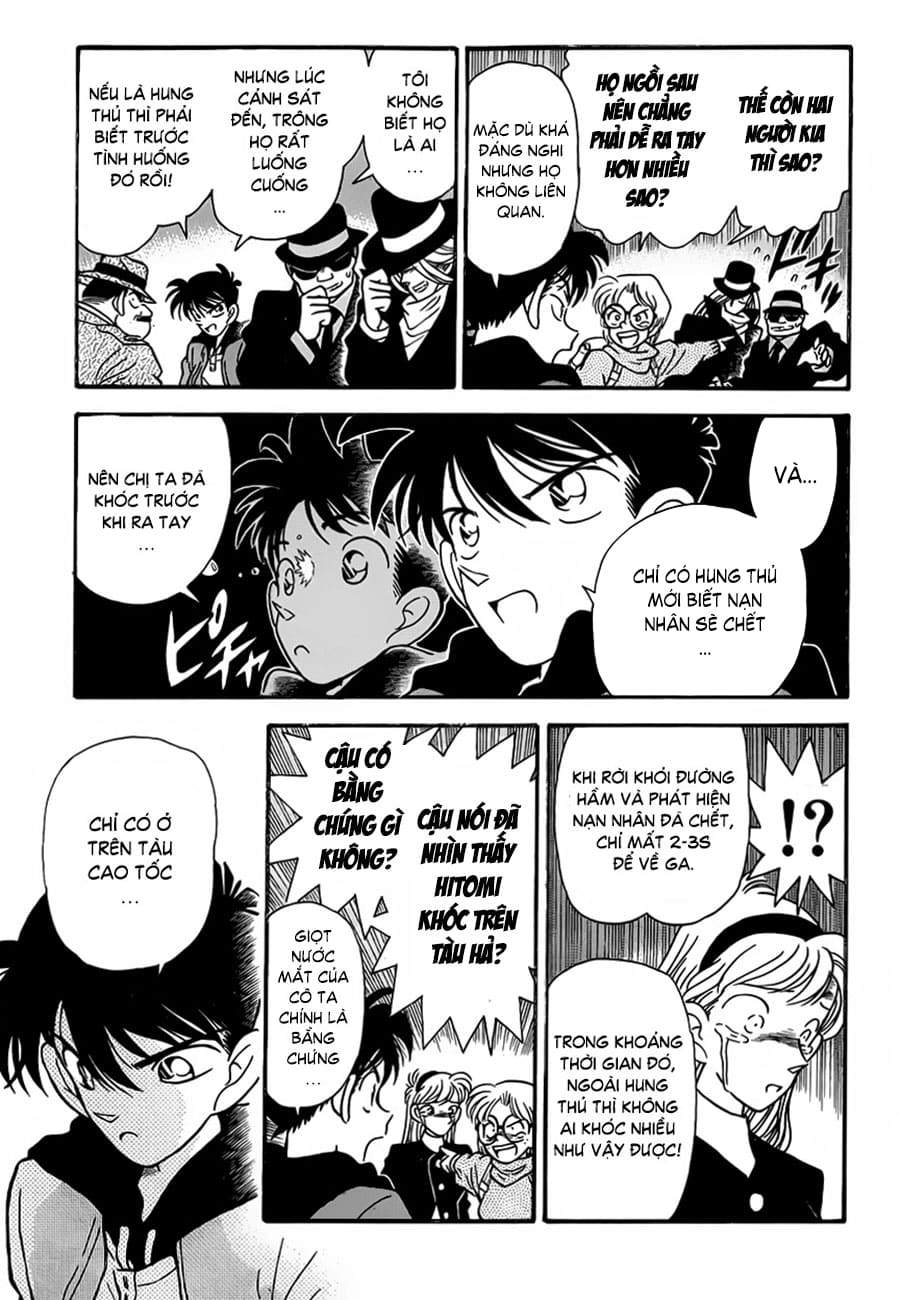 THẾ CÒN HAI
NGƯỜI KIA
THÌ SAO?
HỌ NGỒI SAU
NÊN CHẲNG
PHẢI DỄ RA TAY
HƠN NHIỀU
SAO?
MẶC DÙ KHẢ
ĐÁNG NGHI
NHƯNG HỌ
KHÔNG LIÊN
QUAN.
ドキ
TÔI
KHÔNG
BIẾT HỌ
LÀ AI
...
NHƯNG LÚC
CẢNH SÁT
ĐẾN, TRÔNG
HỌ RẤT
LUỐNG
CUỐNG
...
NẾU LÀ HUNG
THỦ THÌ PHẢI
BIẾT TRƯỚC
TÌNH HUỐNG
ĐÓ RỒI!
VÀ...
CHỈ CÓ HUNG THỦ
MỚI BIẾT NẠN
NHÂN SẼ CHẾT
...
NÊN CHỊ TA ĐÃ
KHÓC TRƯỚC
KHI RA TAY
...
ピチャ
!?
KHI RỜI KHỎI ĐƯỜNG
HẦM VÀ PHÁT HIỆN
NẠN NHÂN ĐÃ CHẾT,
CHỈ MẤT 2-3S
ĐỂ VỀ GA.
TRONG KHOẢNG
THỜI GIAN ĐÓ,
NGOÀI HUNG
THỦ THÌ KHÔNG
AI KHÓC NHIỀU
NHƯ VẬY ĐƯỢC!
CẬU NÓI ĐÃ
NHÌN THẤY
HITOMI
KHÓC TRÊN
TÀU HẢ?
CẬU CÓ
BẰNG
CHỨNG GÌ
KHÔNG?
GIỌT
NƯỚC
MẮT CỦA
CÔ TA
CHÍNH LÀ
BẰNG
CHỨNG
...
CHỈ CÓ Ở
TRÊN TÀU
CAO TỐC
...